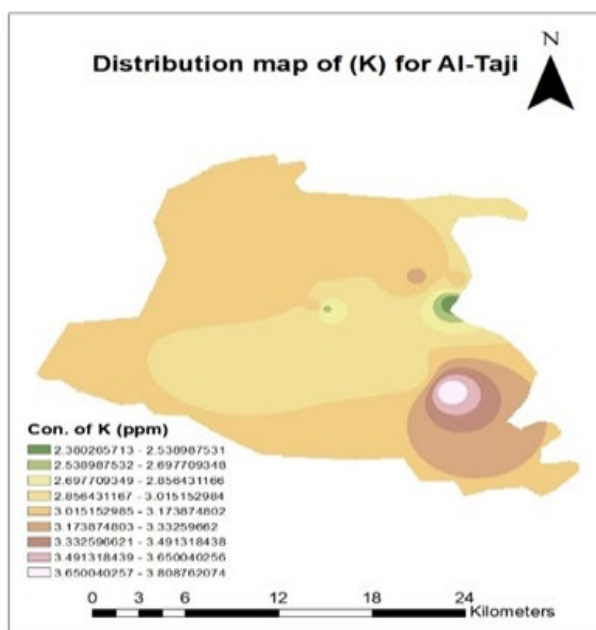 N
Distribution map of (K) for Al-Taji
Con. of K (ppm)
2.380265713 - 2.538987531
2.538987532 - 2.697709348
2.697709349 - 2.856431166
2.856431167 - 3.015152984
3.015152985 - 3.173874802
3.173874803 - 3.33259662
3.332596621 - 3.491318438
3.491318439 - 3.650040256
3.650040257 - 3.808762074
0 3 6 12 18 24
Kilometers